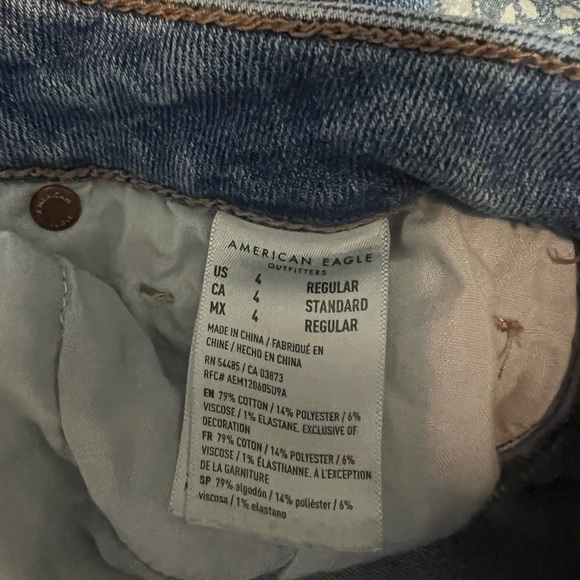 AMERICAN EAGLE
OUTFITTERS
US 4 REGULAR
CA 4 STANDARD
MX 4 REGULAR
MADE IN CHINA / FABRIQUÉ EN
CHINE / HECHO EN CHINA
RN 54485 / CA 03873
RFC# AEM120605U9A
EN 79% COTTON / 14% POLYESTER / 6%
VISCOSE / 1% ELASTANE. EXCLUSIVE OF
DECORATION
FR 79% COTON / 14% POLYESTER / 6%
VISCOSE / 1% ÉLASTHANNE. À L'EXCEPTION
DE LA GARNITURE
SP 79% algodón / 14% poliéster / 6%
viscosa / 1% elastano